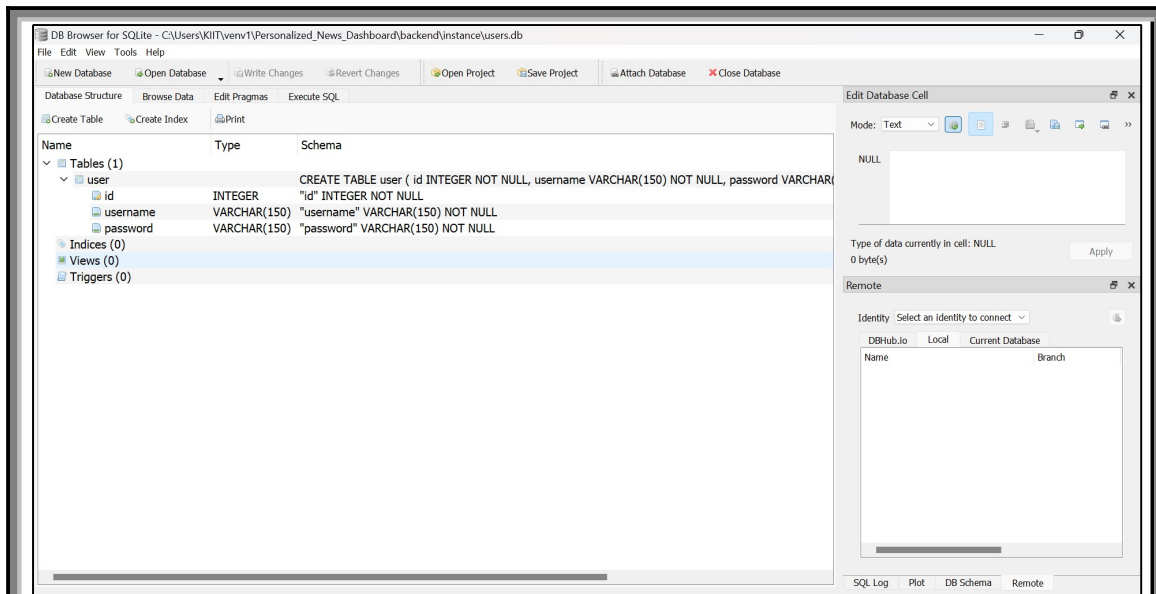 DB Browser for SQLite - C:\Users\KIIT\venv1\Personalized_News_Dashboard\backend\instance\users.db
File Edit View Tools Help
New Database Open Database Write Changes Revert Changes Open Project Save Project Attach Database Close Database
Database Structure Browse Data Edit Pragmas Execute SQL
Create Table Create Index Print
Name Type Schema
Tables (1)
user CREATE TABLE user ( id INTEGER NOT NULL, username VARCHAR(150) NOT NULL, password VARCHAR(
id INTEGER "id" INTEGER NOT NULL
username VARCHAR(150) "username" VARCHAR(150) NOT NULL
password VARCHAR(150) "password" VARCHAR(150) NOT NULL
Indices (0)
Views (0)
Triggers (0)
Edit Database Cell
Mode: Text
NULL
Type of data currently in cell: NULL
0 byte(s)
Apply
Remote
Identity Select an identity to connect
DBHub.io Local Current Database
Name Branch
SQL Log Plot DB Schema Remote